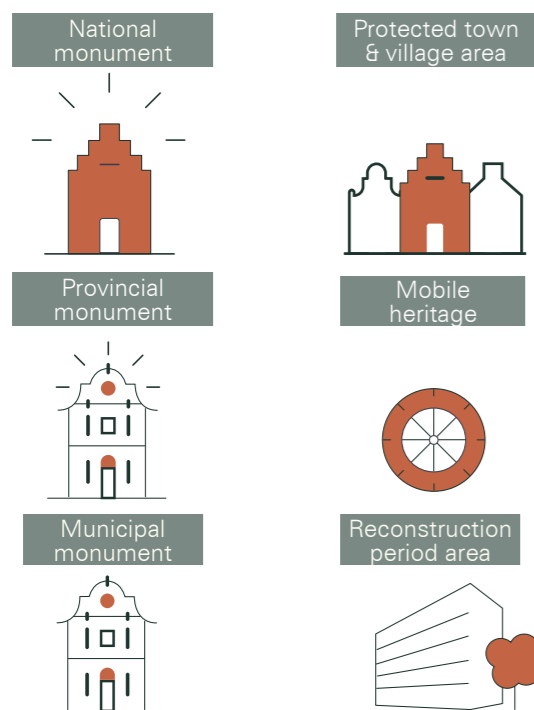 National
monument
Protected town
& village area
Provincial
monument
Mobile
heritage
Municipal
monument
Reconstruction
period area